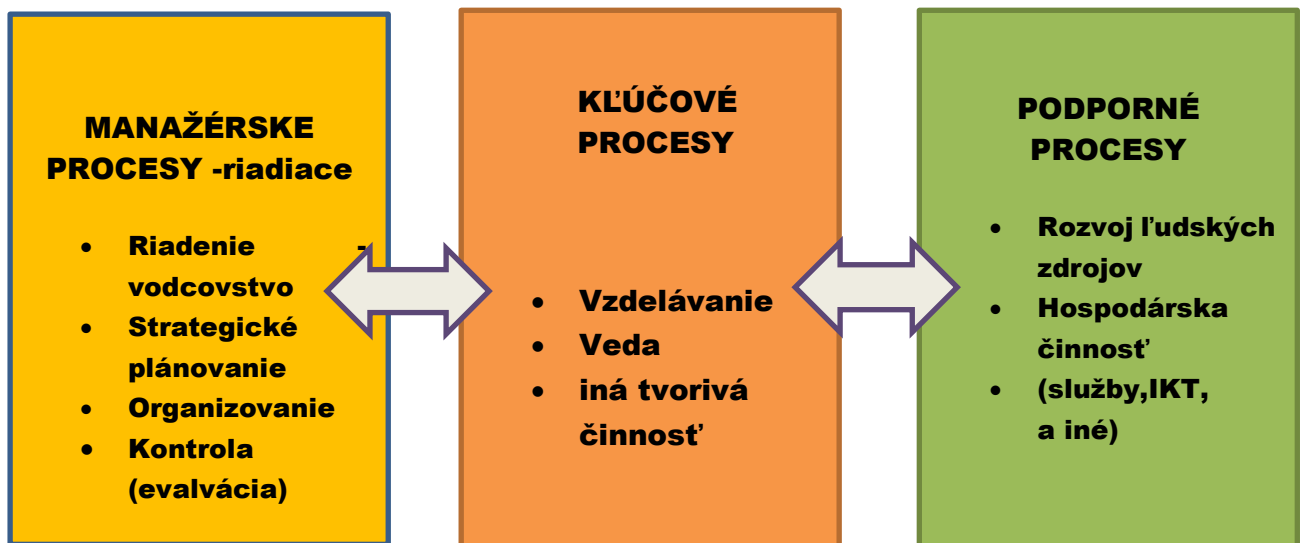 MANAŽÉRSKE
PROCESY -riadiace
• Riadenie -
vodcovstvo
• Strategické
plánovanie
• Organizovanie
• Kontrola
(evalvácia)
KĽÚČOVÉ
PROCESY
• Vzdelávanie
• Veda
• iná tvorivá
činnosť
PODPORNÉ
PROCESY
• Rozvoj ľudských
zdrojov
• Hospodárska
činnosť
• (služby,IKT,
a iné)